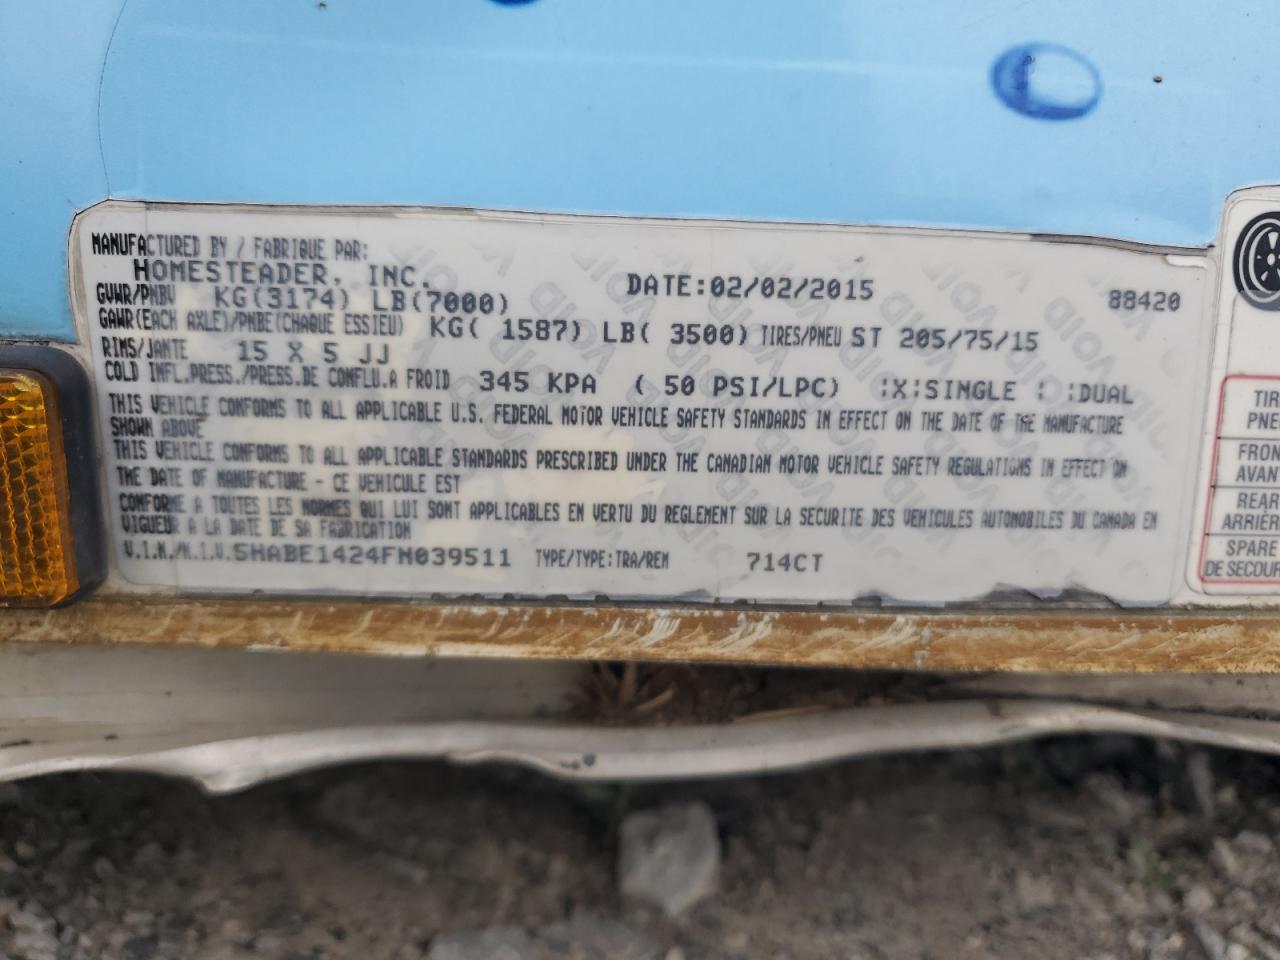 MANUFACTURED BY / FABRIQUE PAR:
HOMESTEADER, INC. DATE:02/02/2015 88420
GVWR/PNBV KG(3174) LB(7000)
GAWR(EACH AXLE)/PNBE(CHAQUE ESSIEU) KG( 1587) LB( 3500) TIRES/PNEU ST 205/75/15
RIMS/JANTE 15 X 5 JJ
COLD INFL.PRESS./PRESS.DE CONFLU.A FROID 345 KPA ( 50 PSI/LPC) :X:SINGLE : :DUAL
THIS VEHICLE CONFORMS TO ALL APPLICABLE U.S. FEDERAL MOTOR VEHICLE SAFETY STANDARDS IN EFFECT ON THE DATE OF THE MANUFACTURE
SHOWN ABOVE
THIS VEHICLE CONFORMS TO ALL APPLICABLE STANDARDS PRESCRIBED UNDER THE CANADIAN MOTOR VEHICLE SAFETY REGULATIONS IN EFFECT ON
THE DATE OF MANUFACTURE - CE VEHICULE EST
CONFORME A TOUTES LES NORMES QUI LUI SONT APPLICABLES EN VERTU DU REGLEMENT SUR LA SECURITE DES VEHICULES AUTOMOBILES DU CANADA EN
VIGUEUR A LA DATE DE SA FABRICATION
V.I.N./N.I.V.5HABE1424FN039511 TYPE/TYPE:TRA/REM 714CT
TIRE
PNEU
FRON
AVAN
REAR
ARRIÈR
SPARE
DE SECOUR